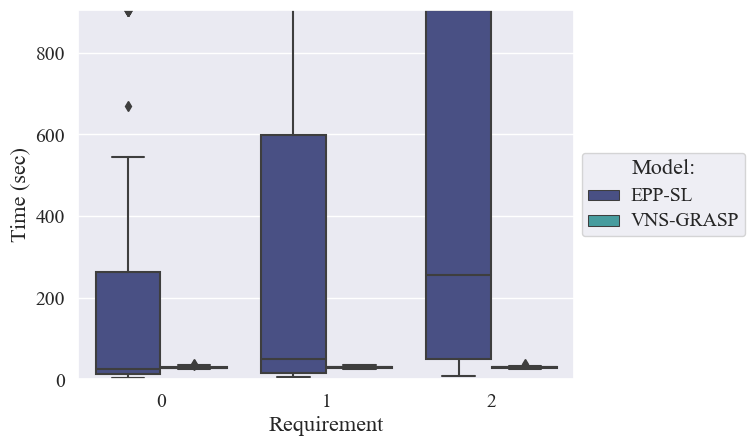 800
600
400
200
0
Time (sec)
0 1 2
Requirement
Model:
EPP-SL
VNS-GRASP